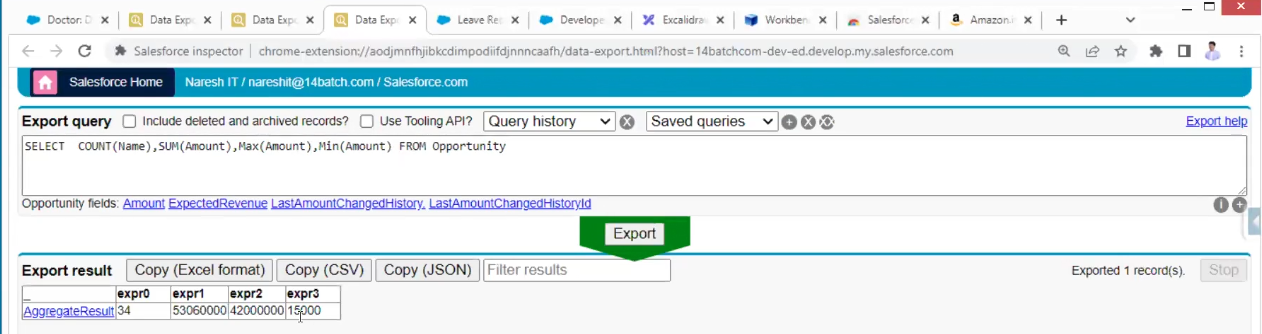 Doctor: D
Data Expo
Data Expo
Data Exp
Leave Re
Develope
Excalidra
Workben
Salesforce
Amazon.i
Salesforce inspector | chrome-extension://aodjmnfhjibkcdimpodiifdjnnncaafh/data-export.html?host=14batchcom-dev-ed.develop.my.salesforce.com
Salesforce Home Naresh IT / nareshit@14batch.com / Salesforce.com
Export query Include deleted and archived records? Use Tooling API? Query history Saved queries Export help
SELECT  COUNT(Name),SUM(Amount),Max(Amount),Min(Amount) FROM Opportunity
Opportunity fields: Amount ExpectedRevenue LastAmountChangedHistory. LastAmountChangedHistoryId
Export
Export result Copy (Excel format) Copy (CSV) Copy (JSON) Filter results Exported 1 record(s). Stop
_ expr0 expr1 expr2 expr3
AggregateResult 34 53060000 42000000 15000